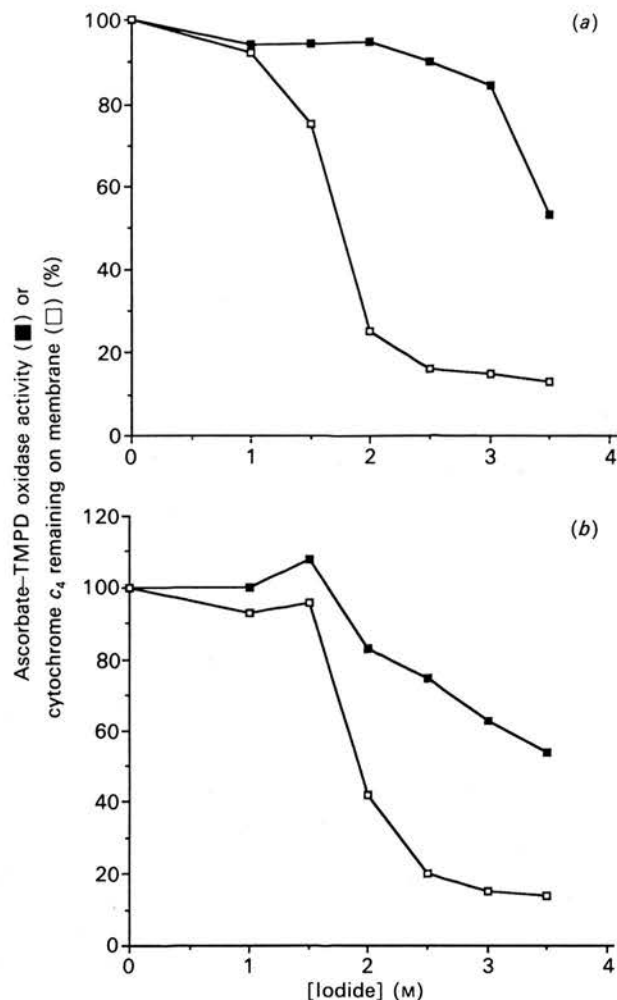 (a)
100
80
60
40
20
0
0 1 2 3 4
Ascorbate–TMPD oxidase activity (■) or
cytochrome c₄ remaining on membrane (□) (%)
(b)
120
100
80
60
40
20
0
0 1 2 3 4
[Iodide] (M)